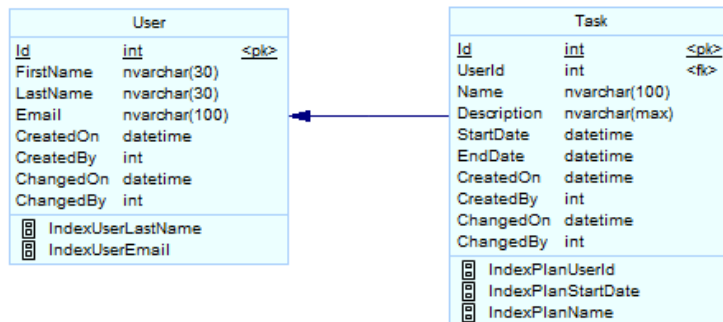 User
Id int <pk>
FirstName nvarchar(30)
LastName nvarchar(30)
Email nvarchar(100)
CreatedOn datetime
CreatedBy int
ChangedOn datetime
ChangedBy int
IndexUserLastName
IndexUserEmail
Task
Id int <pk>
UserId int <fk>
Name nvarchar(100)
Description nvarchar(max)
StartDate datetime
EndDate datetime
CreatedOn datetime
CreatedBy int
ChangedOn datetime
ChangedBy int
IndexPlanUserId
IndexPlanStartDate
IndexPlanName